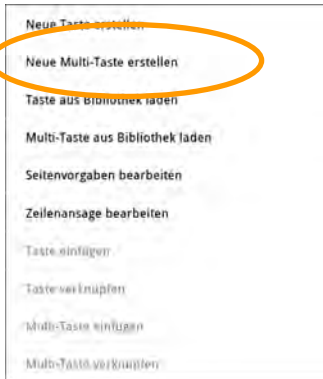 Neue Taste erstellen
Neue Multi-Taste erstellen
Taste aus Bibliothek laden
Multi-Taste aus Bibliothek laden
Seitenvorgaben bearbeiten
Zeilenansage bearbeiten
Taste einfügen
Taste verknüpfen
Multi-Taste einfügen
Multi-Taste verknüpfen